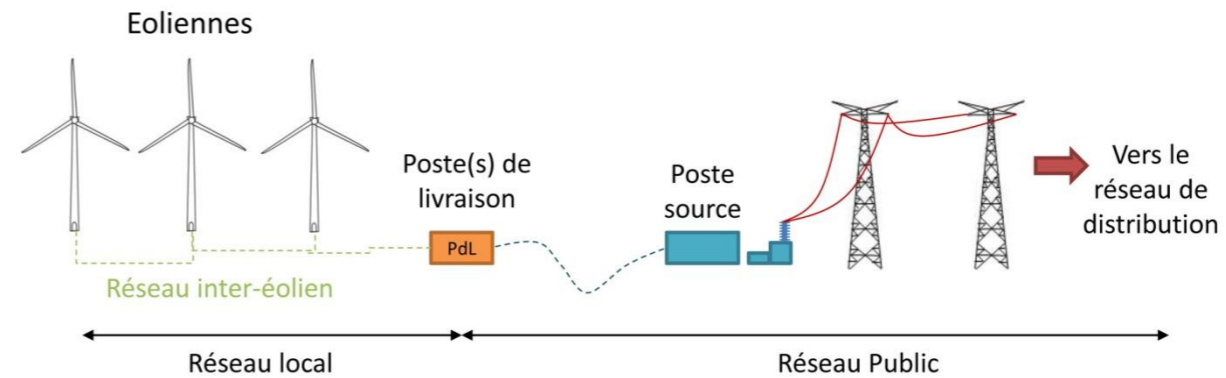 Eoliennes
Poste(s) de
livraison
PdL
Réseau inter-éolien
Poste
source
Vers le
réseau de
distribution
Réseau local
Réseau Public